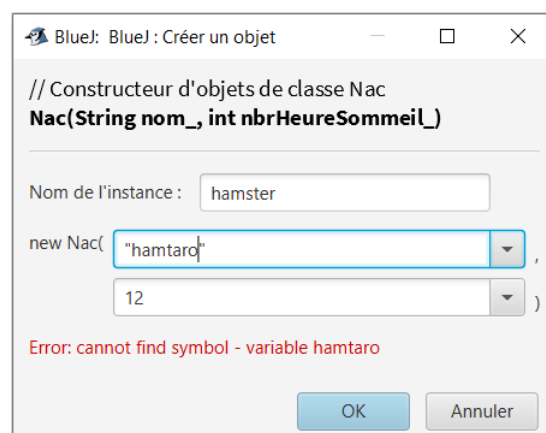 BlueJ: BlueJ : Créer un objet
// Constructeur d'objets de classe Nac
Nac(String nom_, int nbrHeureSommeil_)
Nom de l'instance : hamster
new Nac( "hamtaro" ,
12 )
Error: cannot find symbol - variable hamtaro
OK Annuler